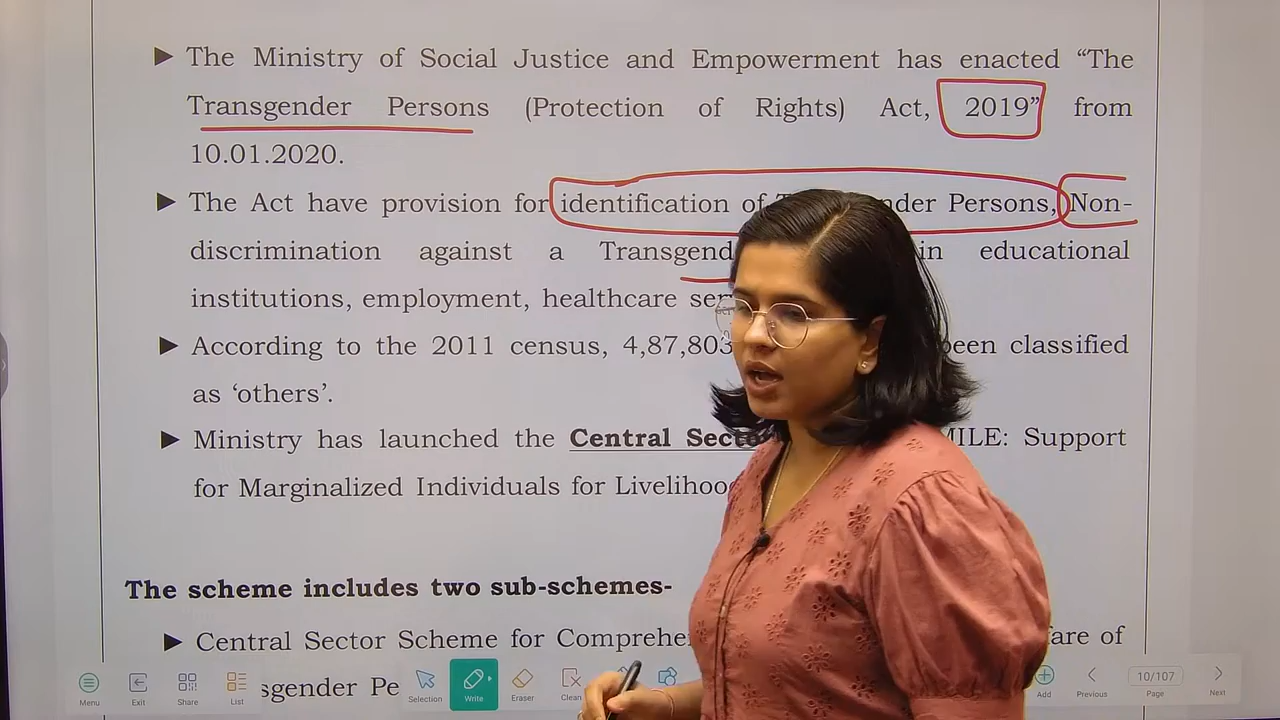 ► The Ministry of Social Justice and Empowerment has enacted “The
Transgender Persons (Protection of Rights) Act, 2019” from
10.01.2020.
► The Act have provision for identification of nder Persons, Non-
discrimination against a Transgend in educational
institutions, employment, healthcare ser
► According to the 2011 census, 4,87,803 been classified
as ‘others’.
► Ministry has launched the Central Secto MILE: Support
for Marginalized Individuals for Livelihoo
The scheme includes two sub-schemes-
► Central Sector Scheme for Comprehe fare of
sgender Pe
Menu Exit Share List Selection Write Eraser Clean Add Previous 10/107 Page Next